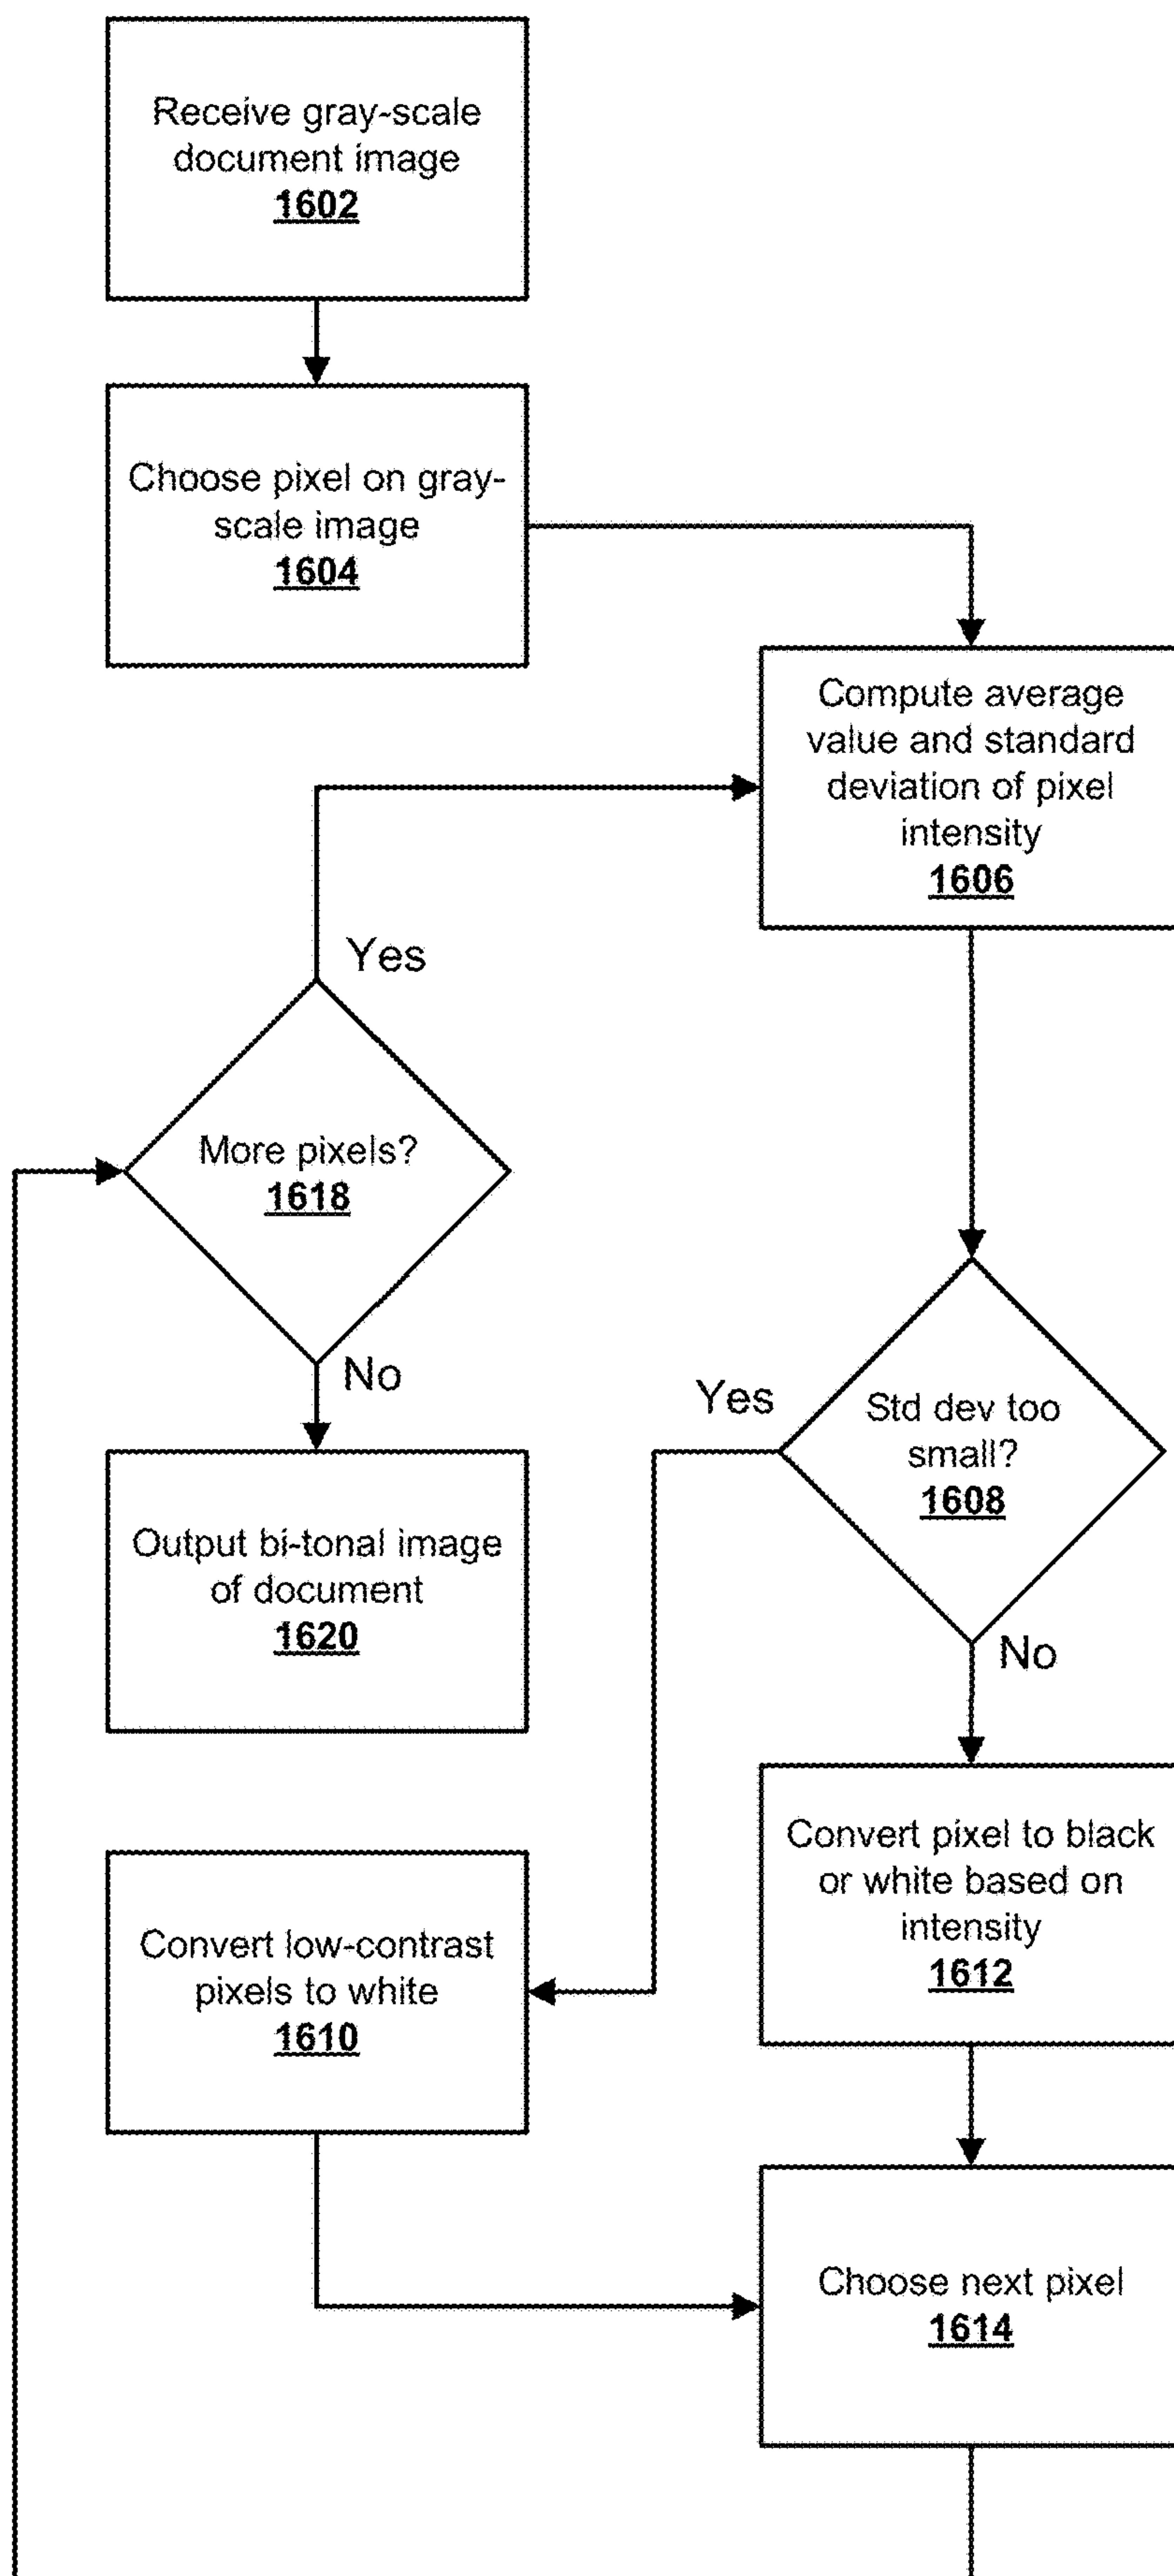 Receive gray-scale
document image
1602
Choose pixel on gray-
scale image
1604
Compute average
value and standard
deviation of pixel
intensity
1606
Yes
More pixels?
1618
No
Yes
Std dev too
small?
1608
No
Output bi-tonal image
of document
1620
Convert pixel to black
or white based on
intensity
1612
Convert low-contrast
pixels to white
1610
Choose next pixel
1614